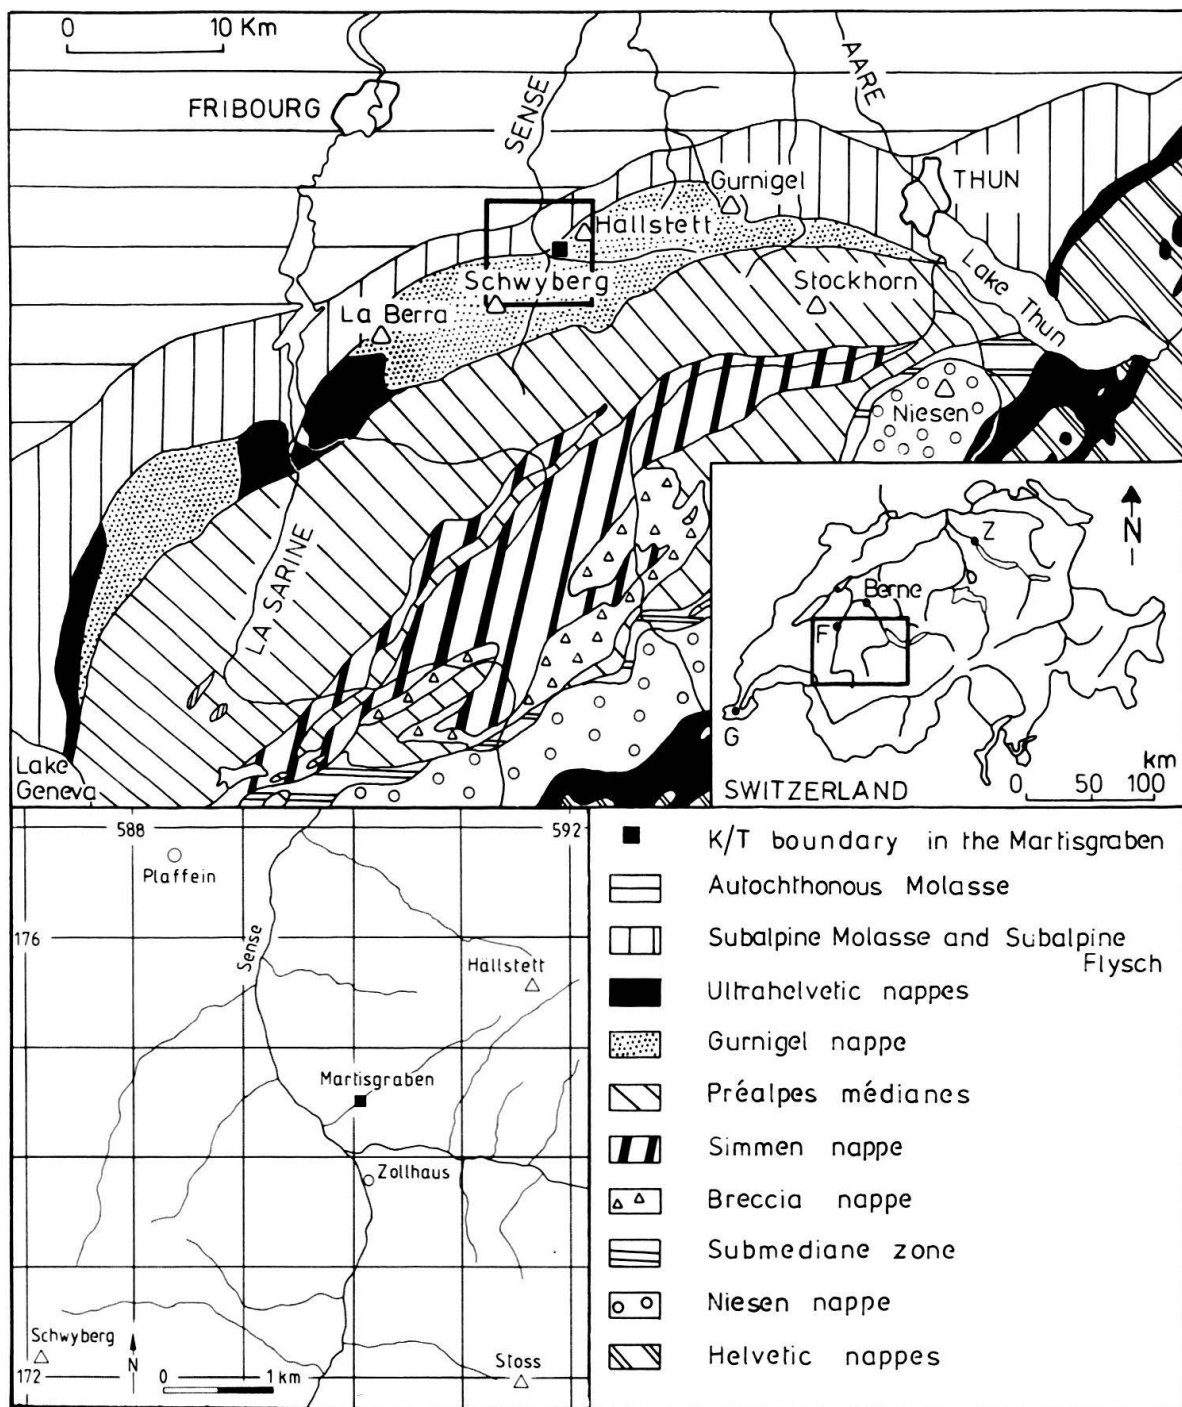 0 10 Km
FRIBOURG
SENSE
AARE
THUN
Gurnigel
Hällstett
Schwyberg
La Berra
Stockhorn
Lake Thun
Niesen
LA SARINE
Lake
Geneva
N
Z
Berne
F
G
km
SWITZERLAND 0 50 100
588 592
Plaffein
176
Sense
Hällstett
Martisgraben
Zollhaus
Schwyberg
N
0 1 km
Stoss
172
K/T boundary in the Martisgraben
Autochthonous Molasse
Subalpine Molasse and Subalpine
Flysch
Ultrahelvetic nappes
Gurnigel nappe
Préalpes médianes
Simmen nappe
Breccia nappe
Submediane zone
Niesen nappe
Helvetic nappes